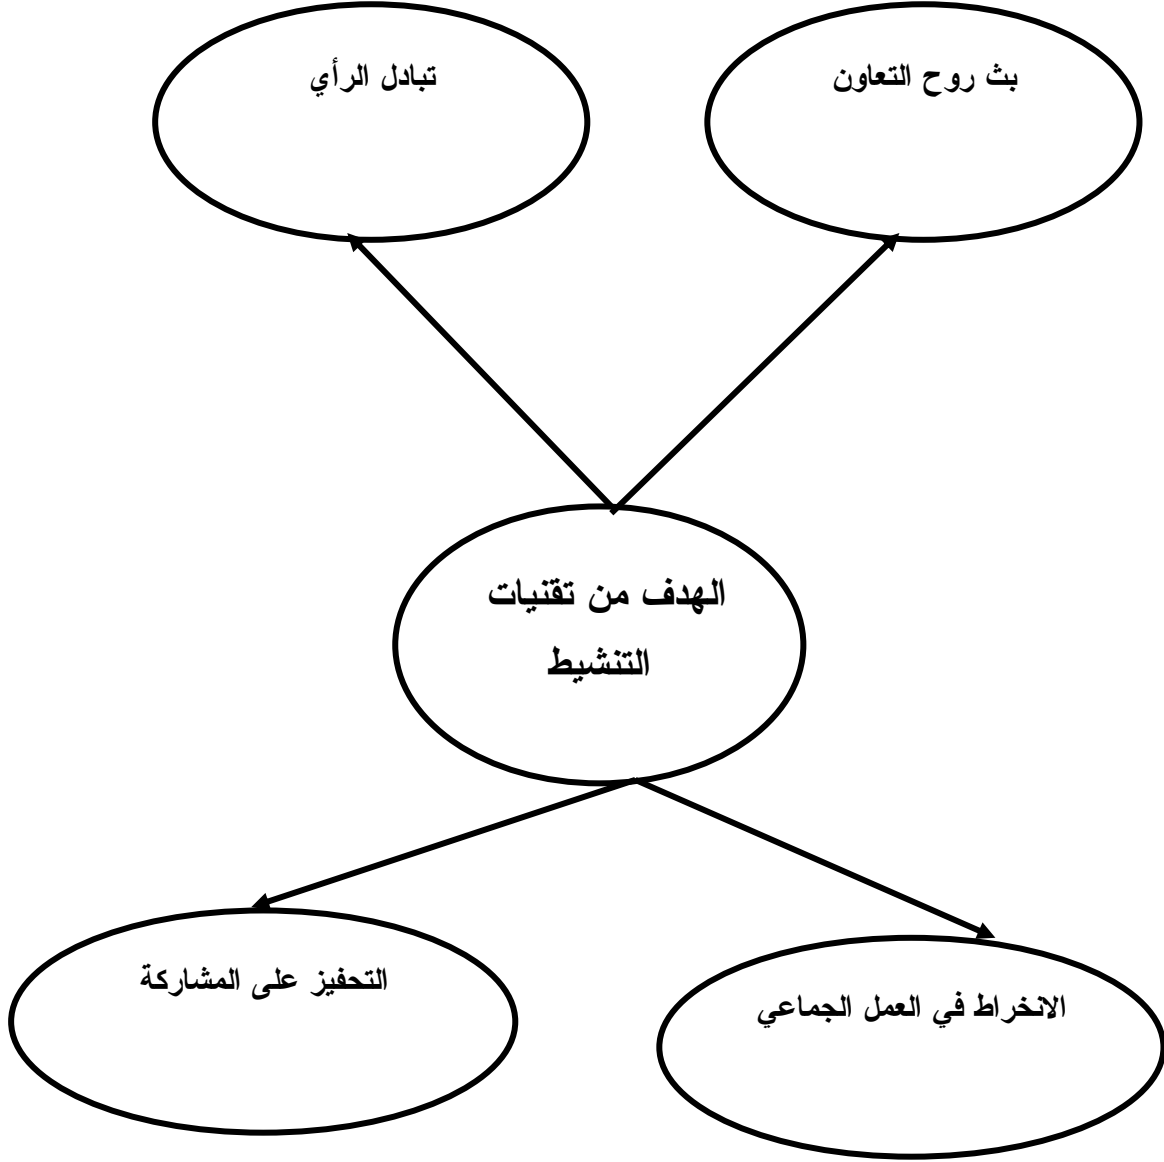 بث روح التعاون
تبادل الرأي
الهدف من تقنيات
التنشيط
الانخراط في العمل الجماعي
التحفيز على المشاركة